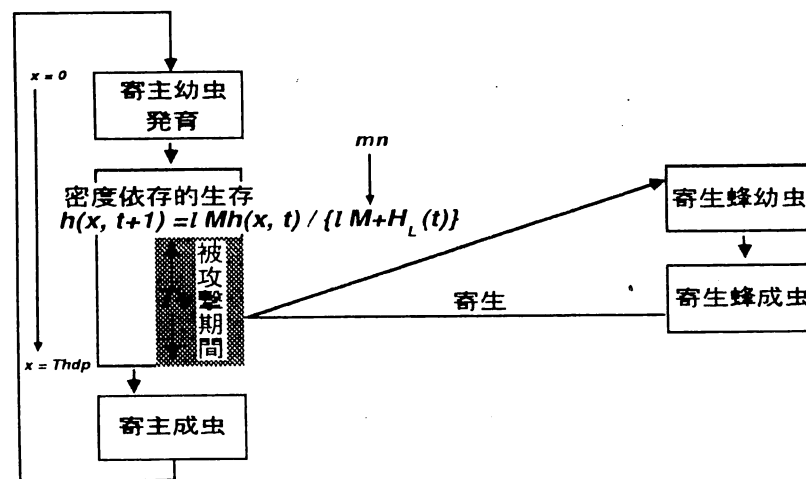 x = 0
寄主幼虫
発育
mn
密度依存的生存
h(x, t+1) =l Mh(x, t) / {l M+H_L(t)}
被攻撃期間
寄生
寄生蜂幼虫
寄生蜂成虫
x = Thdp
寄主成虫